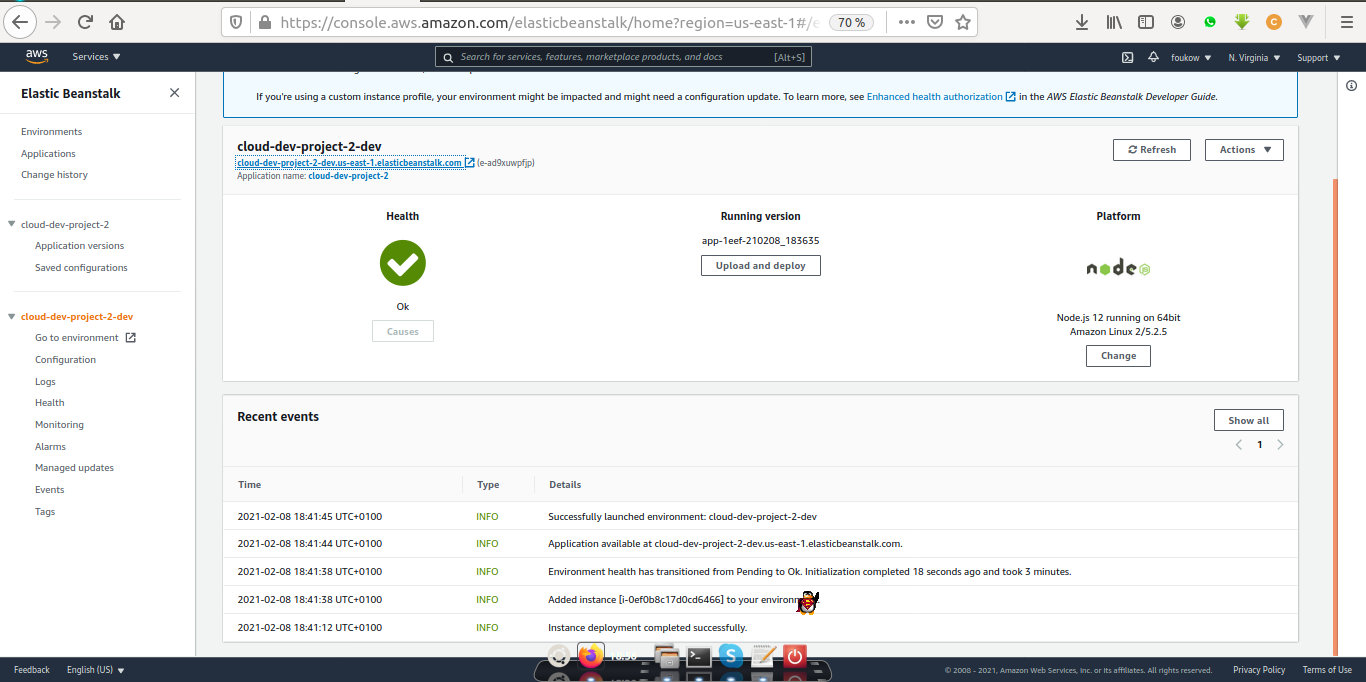 https://console.aws.amazon.com/elasticbeanstalk/home?region=us-east-1#/
70 %
aws
Services
Search for services, features, marketplace products, and docs
[Alt+S]
foukow
N. Virginia
Support
Elastic Beanstalk
Environments
Applications
Change history
cloud-dev-project-2
Application versions
Saved configurations
cloud-dev-project-2-dev
Go to environment
Configuration
Logs
Health
Monitoring
Alarms
Managed updates
Events
Tags
If you're using a custom instance profile, your environment might be impacted and might need a configuration update. To learn more, see Enhanced health authorization in the AWS Elastic Beanstalk Developer Guide.
cloud-dev-project-2-dev
cloud-dev-project-2-dev.us-east-1.elasticbeanstalk.com (e-ad9xuwpfjp)
Application name: cloud-dev-project-2
Refresh
Actions
Health
Ok
Causes
Running version
app-1eef-210208_183635
Upload and deploy
Platform
node
Node.js 12 running on 64bit
Amazon Linux 2/5.2.5
Change
Recent events
Show all
1
Time Type Details
2021-02-08 18:41:45 UTC+0100 INFO Successfully launched environment: cloud-dev-project-2-dev
2021-02-08 18:41:44 UTC+0100 INFO Application available at cloud-dev-project-2-dev.us-east-1.elasticbeanstalk.com.
2021-02-08 18:41:38 UTC+0100 INFO Environment health has transitioned from Pending to Ok. Initialization completed 18 seconds ago and took 3 minutes.
2021-02-08 18:41:38 UTC+0100 INFO Added instance [i-0ef0b8c17d0cd6466] to your
2021-02-08 18:41:12 UTC+0100 INFO Instance deployment completed successfully.
Feedback
English (US)
© 2008 - 2021, Amazon Web Services, Inc. or its affiliates. All rights reserved.
Privacy Policy
Terms of Use